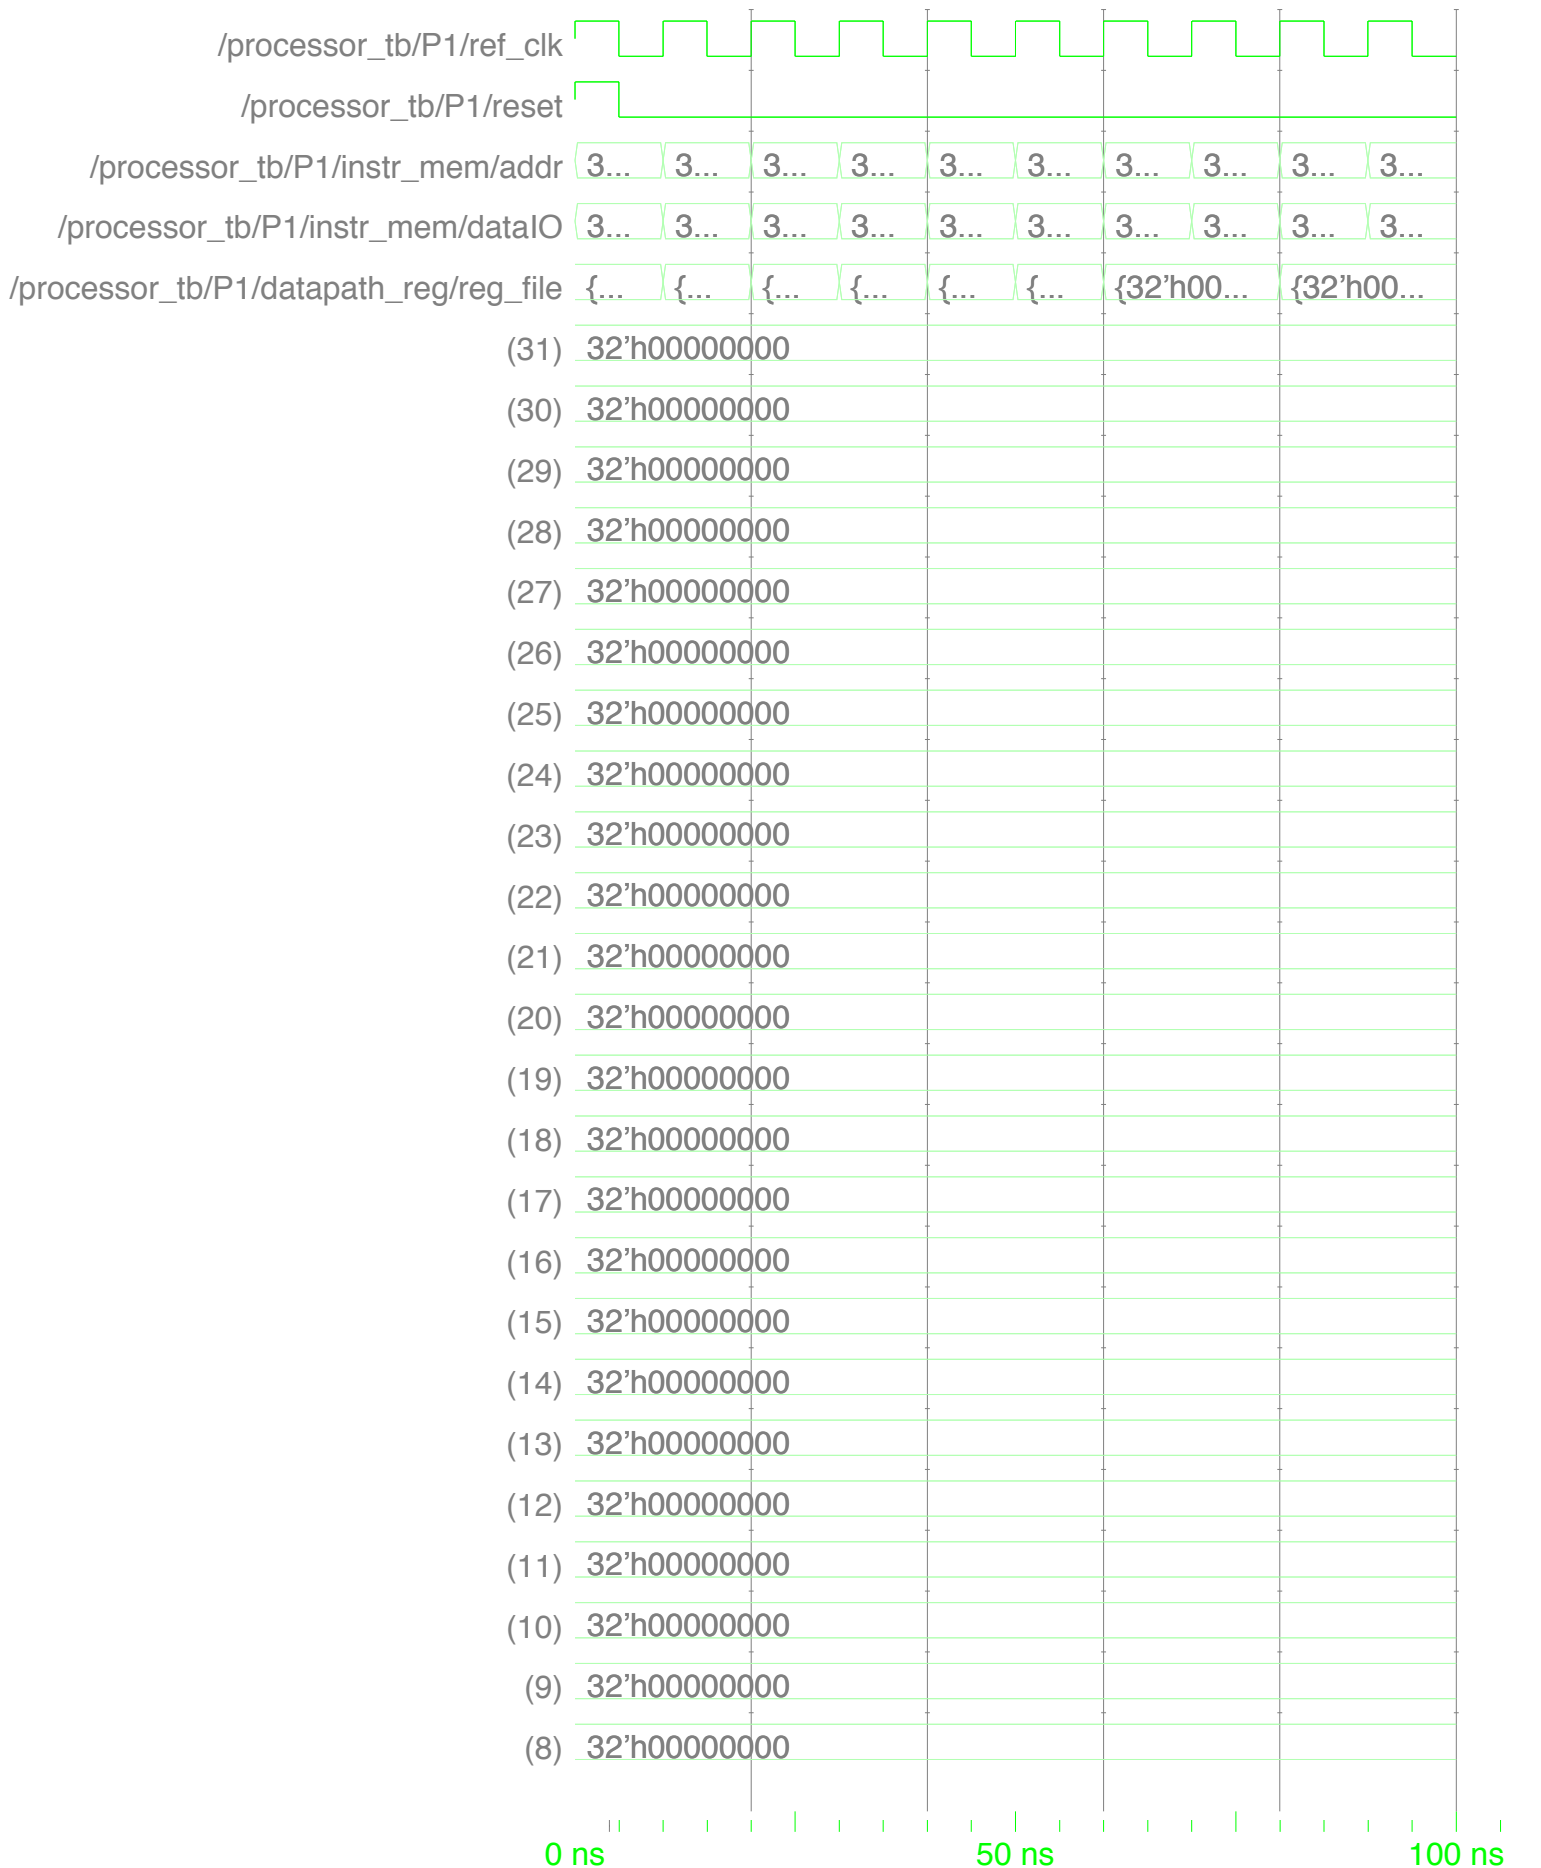 /processor_tb/P1/ref_clk
/processor_tb/P1/reset
/processor_tb/P1/instr_mem/addr 3... 3... 3... 3... 3... 3... 3... 3... 3... 3...
/processor_tb/P1/instr_mem/dataIO 3... 3... 3... 3... 3... 3... 3... 3... 3... 3...
/processor_tb/P1/datapath_reg/reg_file {... {... {... {... {... {... {32'h00... {32'h00...
(31) 32'h00000000
(30) 32'h00000000
(29) 32'h00000000
(28) 32'h00000000
(27) 32'h00000000
(26) 32'h00000000
(25) 32'h00000000
(24) 32'h00000000
(23) 32'h00000000
(22) 32'h00000000
(21) 32'h00000000
(20) 32'h00000000
(19) 32'h00000000
(18) 32'h00000000
(17) 32'h00000000
(16) 32'h00000000
(15) 32'h00000000
(14) 32'h00000000
(13) 32'h00000000
(12) 32'h00000000
(11) 32'h00000000
(10) 32'h00000000
(9) 32'h00000000
(8) 32'h00000000
0 ns 50 ns 100 ns